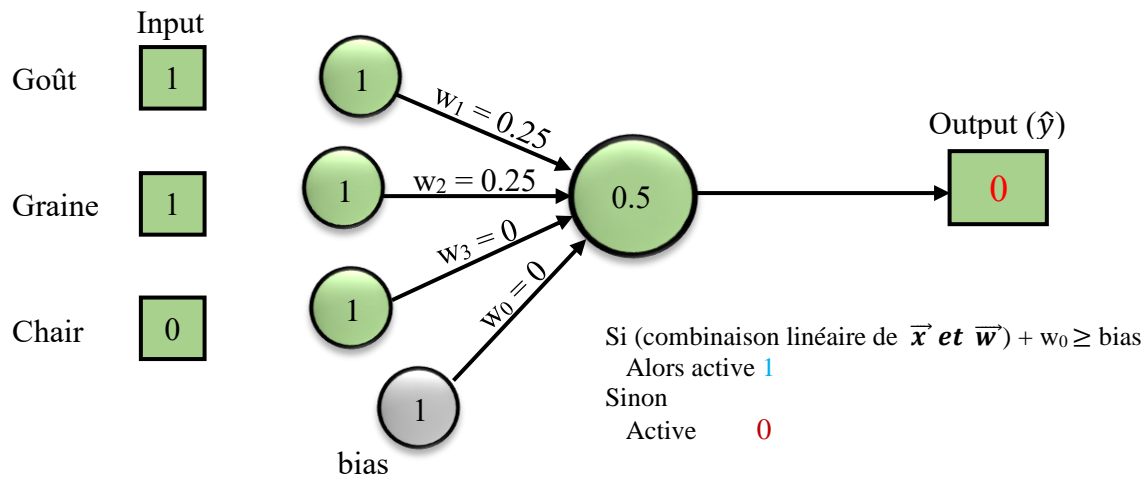 Input
Goût 1 1 w₁ = 0.25
Output (ŷ)
Graine 1 1 w₂ = 0.25 0.5 0
w₃ = 0
Chair 0 1 w₀ = 0
Si (combinaison linéaire de x⃗ et w⃗) + w₀ ≥ bias
Alors active 1
Sinon
Active 0
1
bias